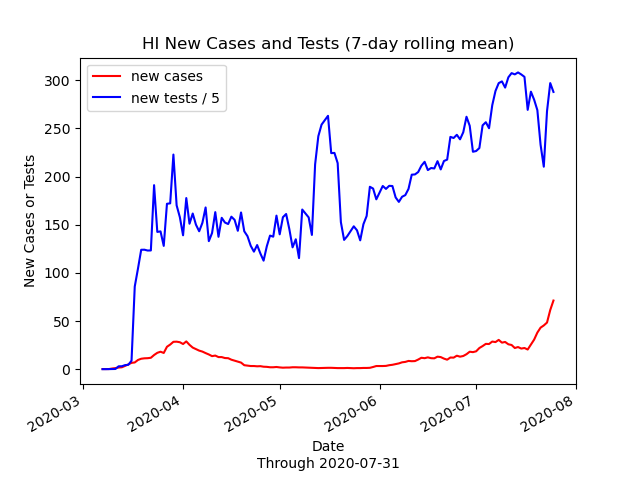 HI New Cases and Tests (7-day rolling mean)
new cases
new tests / 5
New Cases or Tests
300
250
200
150
100
50
0
2020-03
2020-04
2020-05
2020-06
2020-07
2020-08
Date
Through 2020-07-31